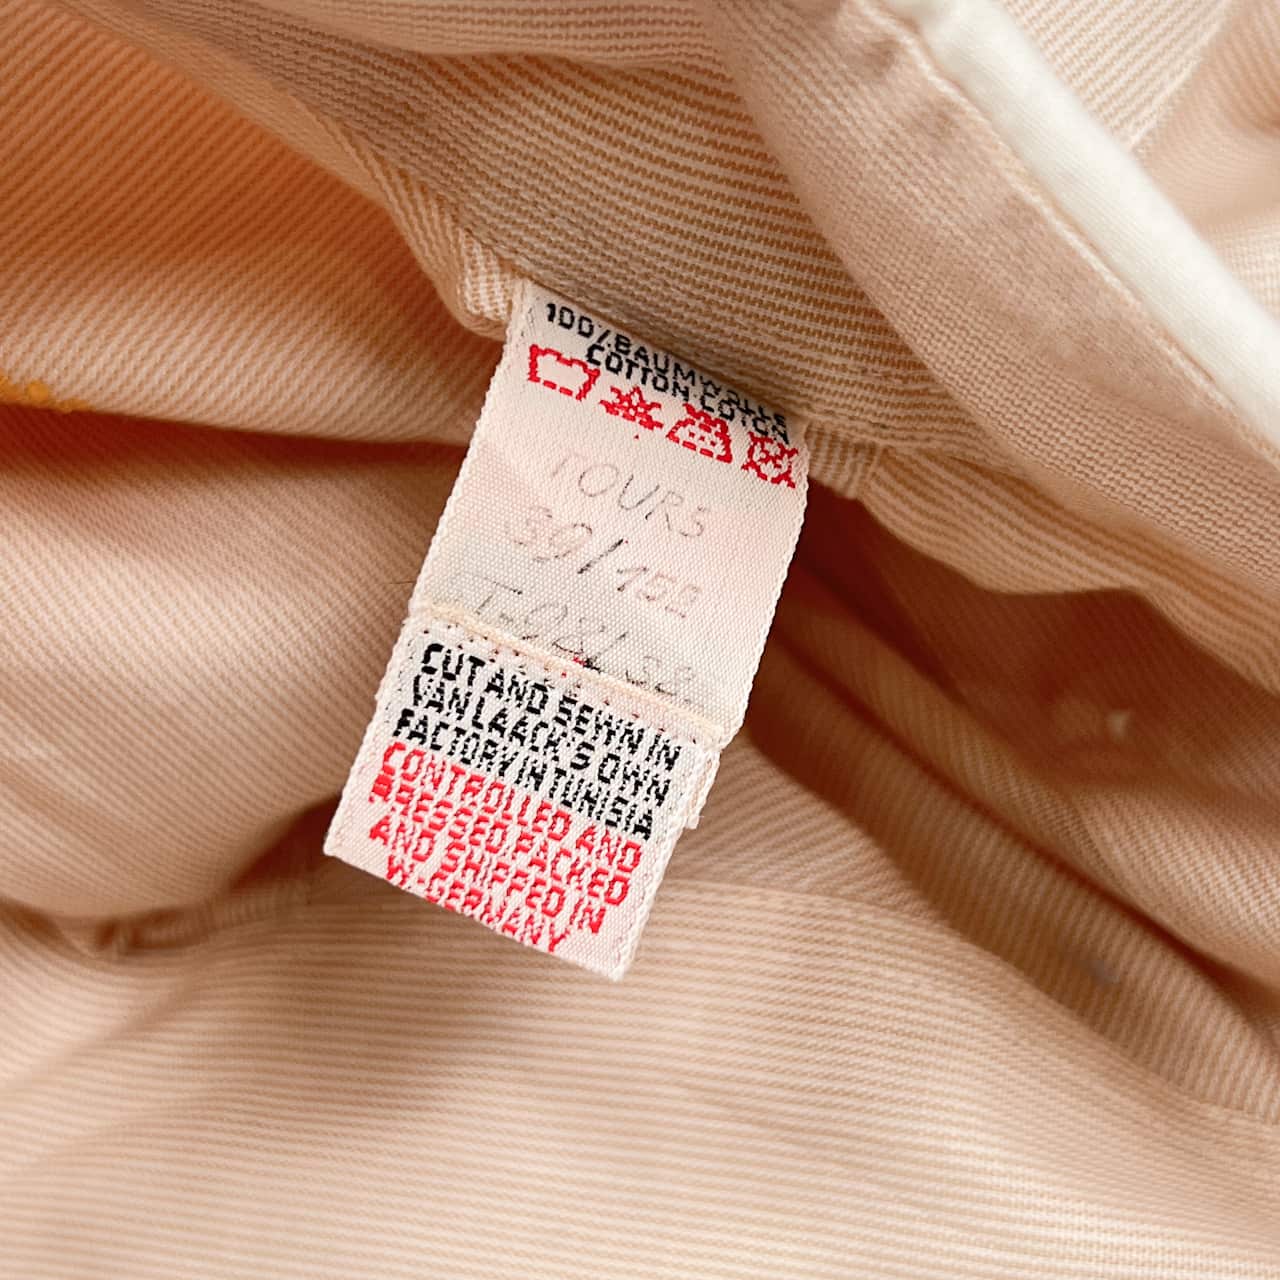 100/.BAUMWOLLE
COTTON.COTON
TOURS
39/152
CUT AND SEWN IN
VAN LAACK'S OWN
FACTORY IN TUNISIA
CONTROLLED AND
PRESSED, PACKED
AND SHIPPED IN
W.-GERMANY